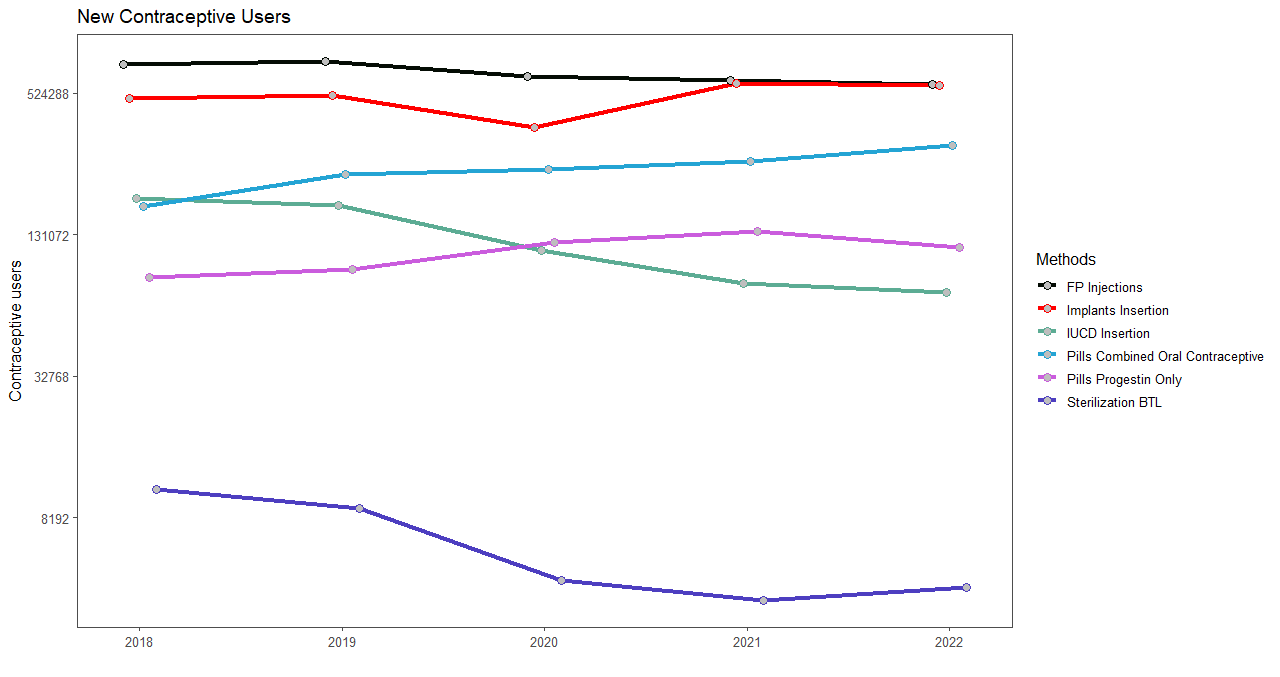 New Contraceptive Users
Contraceptive users
524288
131072
32768
8192
2018 2019 2020 2021 2022
Methods
FP Injections
Implants Insertion
IUCD Insertion
Pills Combined Oral Contraceptive
Pills Progestin Only
Sterilization BTL